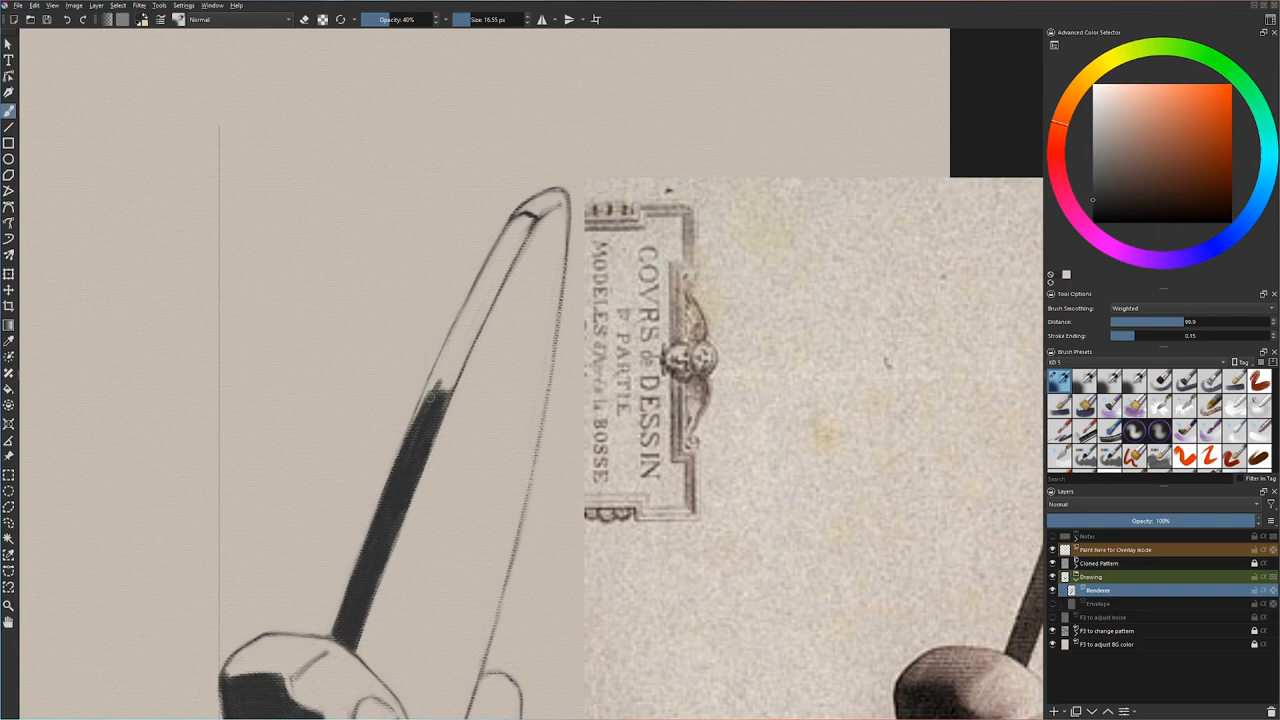 File Edit View Image Layer Select Filter Tools Settings Window Help
Normal
Opacity: 40%
Size: 16.55 px
Advanced Color Selector
Tool Options
Brush Smoothing: Weighted
Distance: 99.9
Stroke Ending: 0.15
Brush Presets
KD 5
Tag
Search
Filter in Tag
Layers
Normal
Opacity: 100%
Notes
Paint here for Overlay mode
Cloned Pattern
Drawing
Renderer
Envelope
F3 to adjust noise
F3 to change pattern
F3 to adjust BG color
COVRS de DESSIN
PARTIE
MODELES d'Après la BOSSE